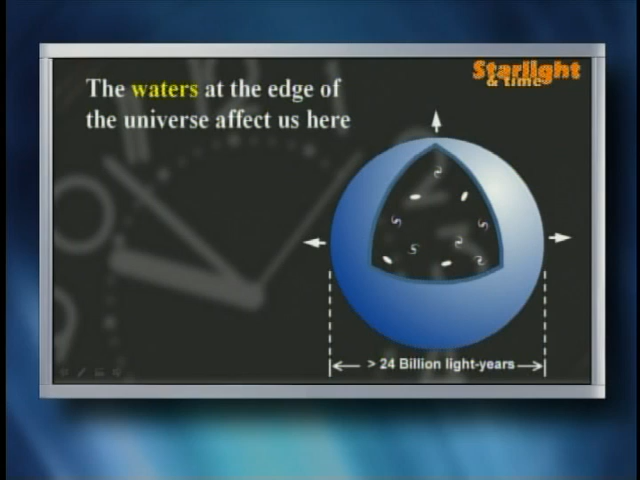 Starlight
& time
The waters at the edge of
the universe affect us here
> 24 Billion light-years